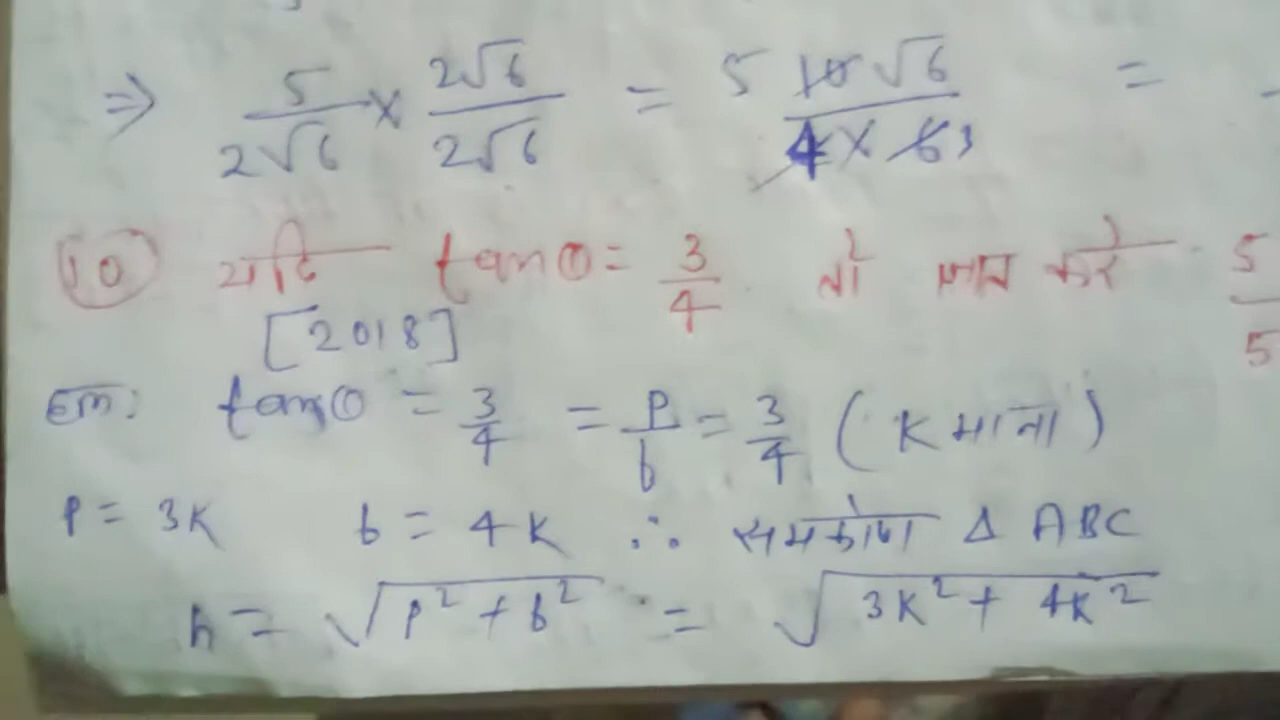 ⇒ 5/2√6 × 2√6/2√6 = 5 10√6/4×63 =
(10) यदि tanθ = 3/4 तो मान करें 5/5
[2018]
हल: tanθ = 3/4 = p/b = 3/4 (K माना)
P = 3K b = 4K ∴ समकोण Δ ABC
h = √p²+b² = √3K²+4K²